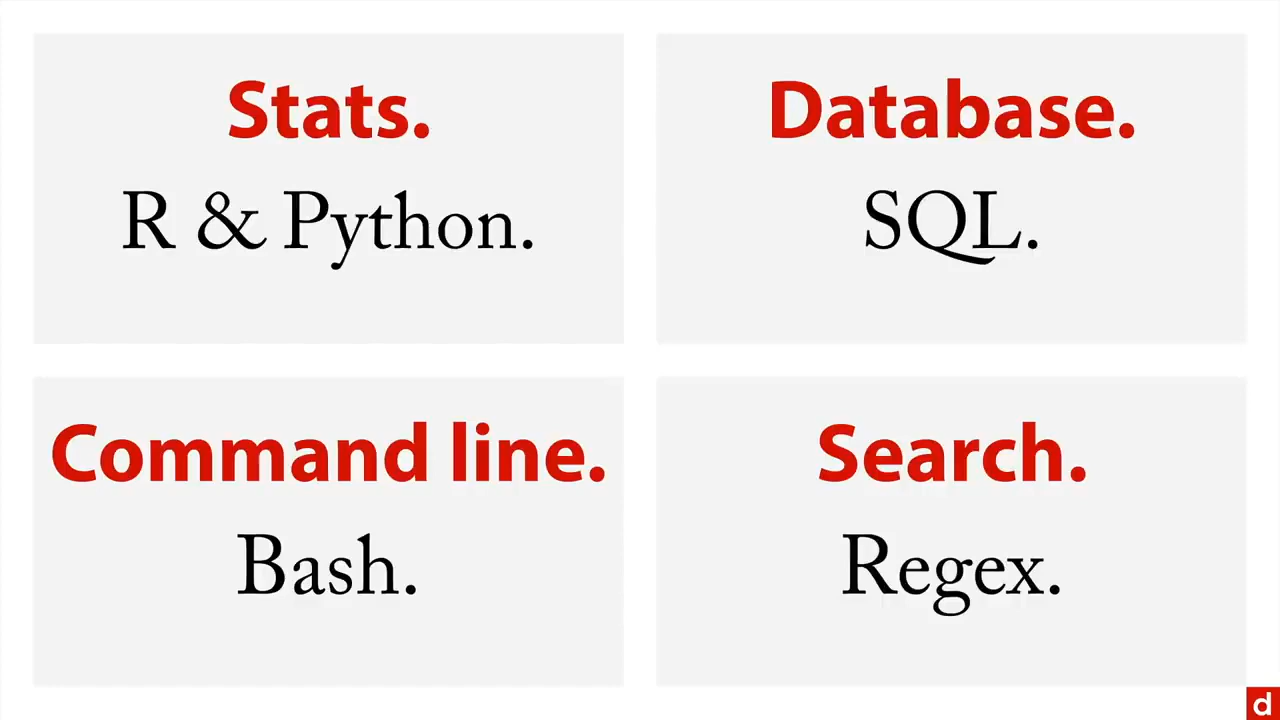 Stats.
R & Python.
Database.
SQL.
Command line.
Bash.
Search.
Regex.
d